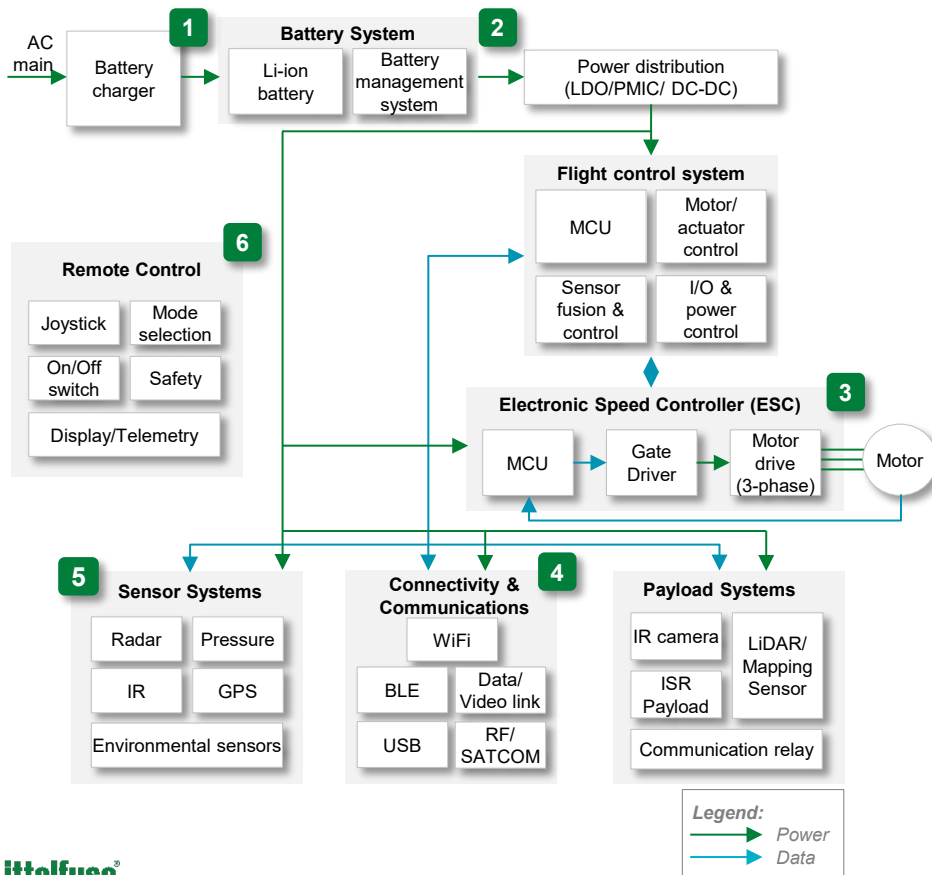 1
AC
main
Battery
charger
Battery System
2
Li-ion
battery
Battery
management
system
Power distribution
(LDO/PMIC/ DC-DC)
Flight control system
MCU
Motor/
actuator
control
Sensor
fusion &
control
I/O &
power
control
6
Remote Control
Joystick
Mode
selection
On/Off
switch
Safety
Display/Telemetry
3
Electronic Speed Controller (ESC)
MCU
Gate
Driver
Motor
drive
(3-phase)
Motor
5
Sensor Systems
Radar
Pressure
IR
GPS
Environmental sensors
4
Connectivity &
Communications
WiFi
BLE
Data/
Video link
USB
RF/
SATCOM
Payload Systems
IR camera
LiDAR/
Mapping
Sensor
ISR
Payload
Communication relay
Legend:
Power
Data